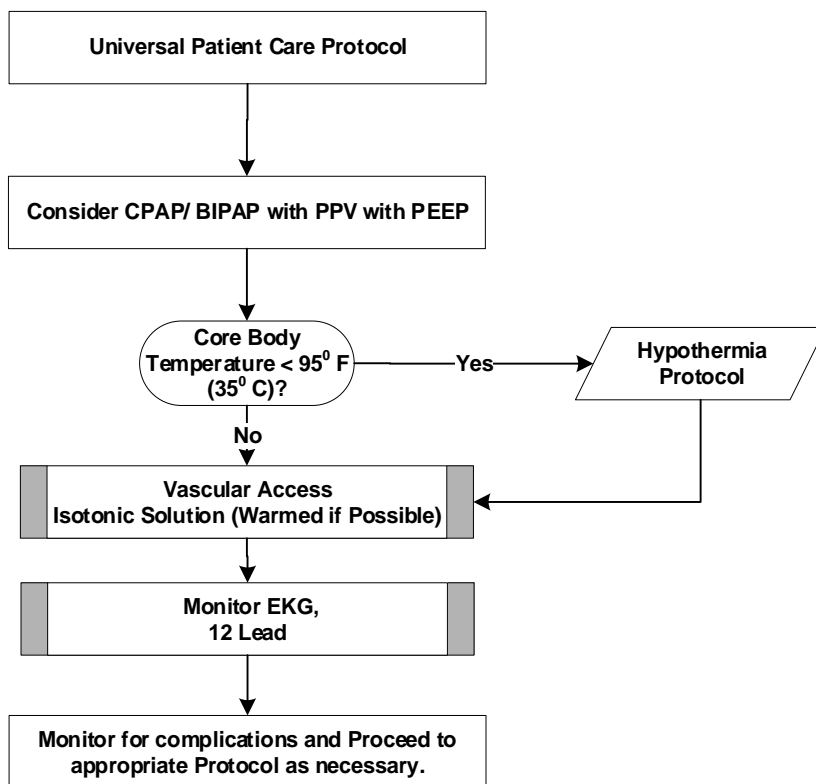 Universal Patient Care Protocol
Consider CPAP/ BIPAP with PPV with PEEP
Core Body
Temperature < 95⁰ F
(35⁰ C)?
Yes
Hypothermia
Protocol
No
Vascular Access
Isotonic Solution (Warmed if Possible)
Monitor EKG,
12 Lead
Monitor for complications and Proceed to
appropriate Protocol as necessary.